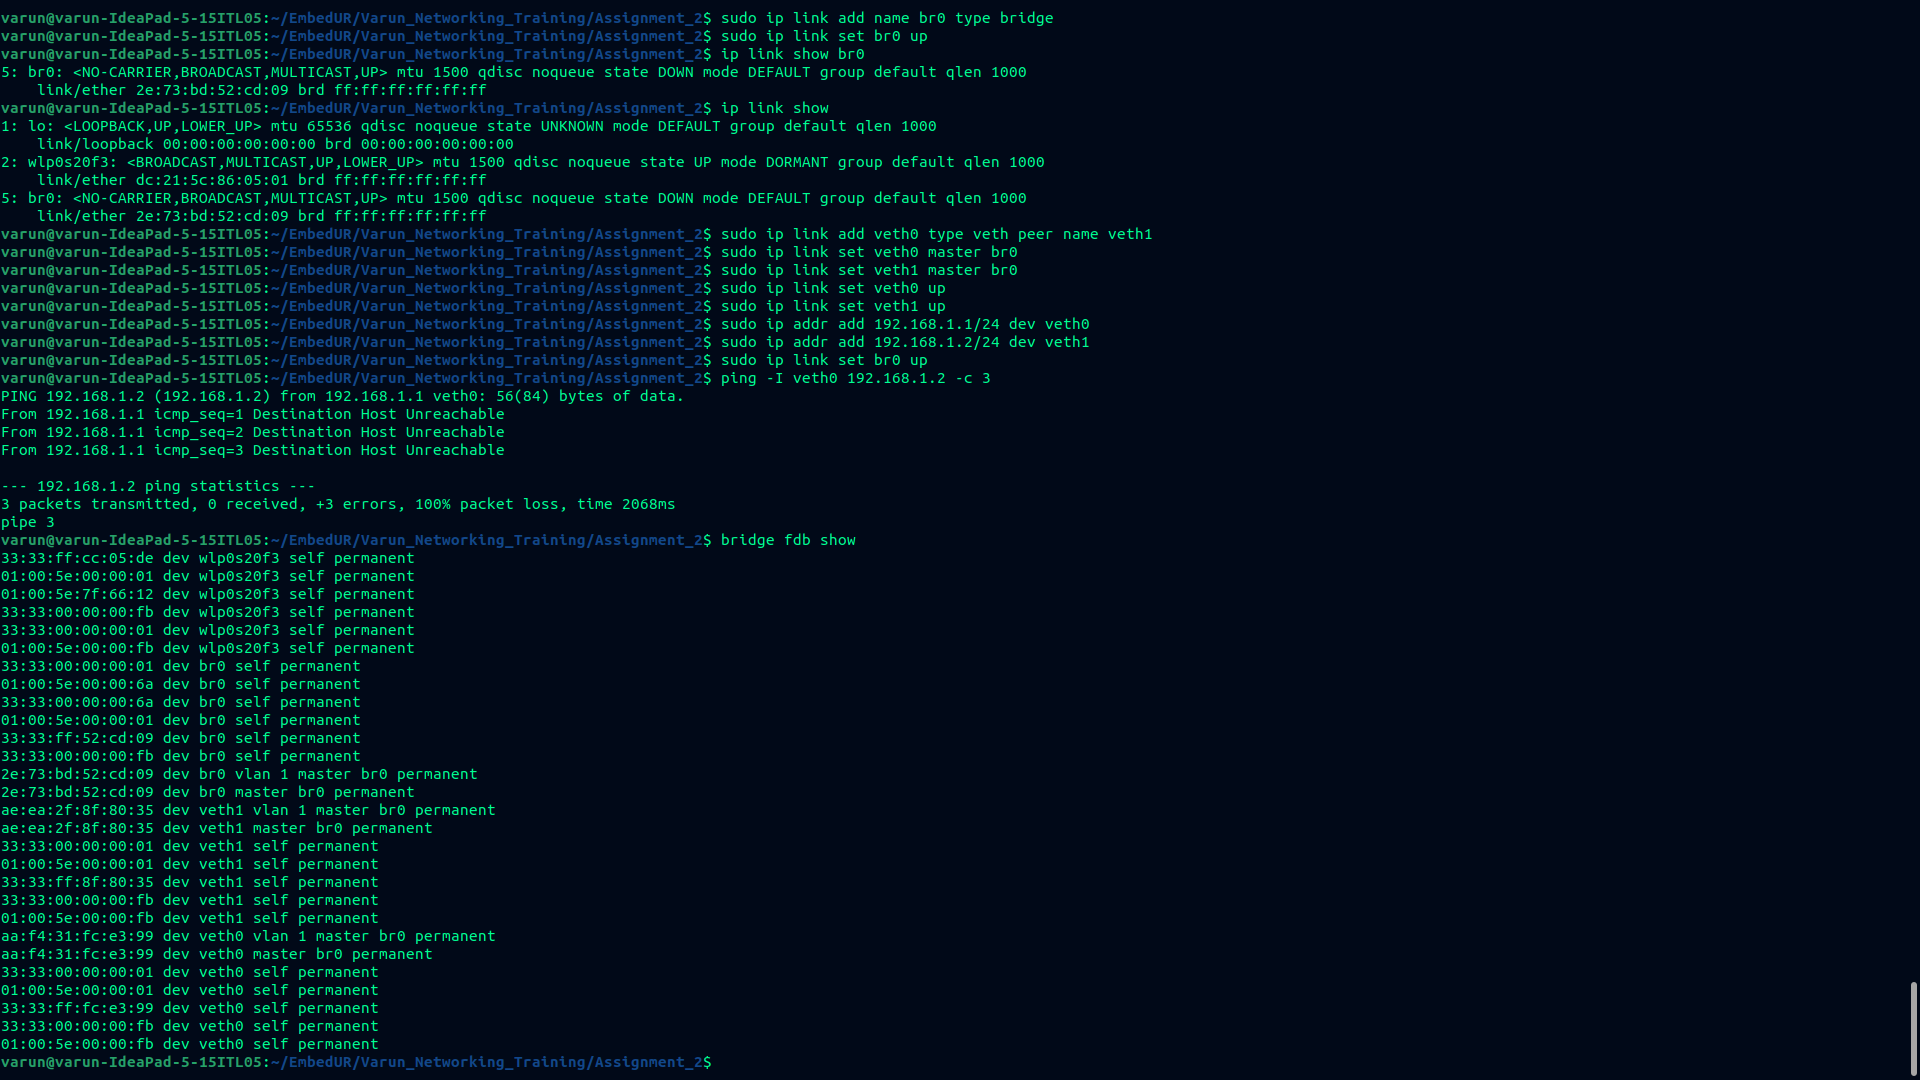 varun@varun-IdeaPad-5-15ITL05:~/EmbedUR/Varun_Networking_Training/Assignment_2$ sudo ip link add name br0 type bridge
varun@varun-IdeaPad-5-15ITL05:~/EmbedUR/Varun_Networking_Training/Assignment_2$ sudo ip link set br0 up
varun@varun-IdeaPad-5-15ITL05:~/EmbedUR/Varun_Networking_Training/Assignment_2$ ip link show br0
5: br0: <NO-CARRIER,BROADCAST,MULTICAST,UP> mtu 1500 qdisc noqueue state DOWN mode DEFAULT group default qlen 1000
    link/ether 2e:73:bd:52:cd:09 brd ff:ff:ff:ff:ff:ff
varun@varun-IdeaPad-5-15ITL05:~/EmbedUR/Varun_Networking_Training/Assignment_2$ ip link show
1: lo: <LOOPBACK,UP,LOWER_UP> mtu 65536 qdisc noqueue state UNKNOWN mode DEFAULT group default qlen 1000
    link/loopback 00:00:00:00:00:00 brd 00:00:00:00:00:00
2: wlp0s20f3: <BROADCAST,MULTICAST,UP,LOWER_UP> mtu 1500 qdisc noqueue state UP mode DORMANT group default qlen 1000
    link/ether dc:21:5c:86:05:01 brd ff:ff:ff:ff:ff:ff
5: br0: <NO-CARRIER,BROADCAST,MULTICAST,UP> mtu 1500 qdisc noqueue state DOWN mode DEFAULT group default qlen 1000
    link/ether 2e:73:bd:52:cd:09 brd ff:ff:ff:ff:ff:ff
varun@varun-IdeaPad-5-15ITL05:~/EmbedUR/Varun_Networking_Training/Assignment_2$ sudo ip link add veth0 type veth peer name veth1
varun@varun-IdeaPad-5-15ITL05:~/EmbedUR/Varun_Networking_Training/Assignment_2$ sudo ip link set veth0 master br0
varun@varun-IdeaPad-5-15ITL05:~/EmbedUR/Varun_Networking_Training/Assignment_2$ sudo ip link set veth1 master br0
varun@varun-IdeaPad-5-15ITL05:~/EmbedUR/Varun_Networking_Training/Assignment_2$ sudo ip link set veth0 up
varun@varun-IdeaPad-5-15ITL05:~/EmbedUR/Varun_Networking_Training/Assignment_2$ sudo ip link set veth1 up
varun@varun-IdeaPad-5-15ITL05:~/EmbedUR/Varun_Networking_Training/Assignment_2$ sudo ip addr add 192.168.1.1/24 dev veth0
varun@varun-IdeaPad-5-15ITL05:~/EmbedUR/Varun_Networking_Training/Assignment_2$ sudo ip addr add 192.168.1.2/24 dev veth1
varun@varun-IdeaPad-5-15ITL05:~/EmbedUR/Varun_Networking_Training/Assignment_2$ sudo ip link set br0 up
varun@varun-IdeaPad-5-15ITL05:~/EmbedUR/Varun_Networking_Training/Assignment_2$ ping -I veth0 192.168.1.2 -c 3
PING 192.168.1.2 (192.168.1.2) from 192.168.1.1 veth0: 56(84) bytes of data.
From 192.168.1.1 icmp_seq=1 Destination Host Unreachable
From 192.168.1.1 icmp_seq=2 Destination Host Unreachable
From 192.168.1.1 icmp_seq=3 Destination Host Unreachable

--- 192.168.1.2 ping statistics ---
3 packets transmitted, 0 received, +3 errors, 100% packet loss, time 2068ms
pipe 3
varun@varun-IdeaPad-5-15ITL05:~/EmbedUR/Varun_Networking_Training/Assignment_2$ bridge fdb show
33:33:ff:cc:05:de dev wlp0s20f3 self permanent
01:00:5e:00:00:01 dev wlp0s20f3 self permanent
01:00:5e:7f:66:12 dev wlp0s20f3 self permanent
33:33:00:00:00:fb dev wlp0s20f3 self permanent
33:33:00:00:00:01 dev wlp0s20f3 self permanent
01:00:5e:00:00:fb dev wlp0s20f3 self permanent
33:33:00:00:00:01 dev br0 self permanent
01:00:5e:00:00:6a dev br0 self permanent
33:33:00:00:00:6a dev br0 self permanent
01:00:5e:00:00:01 dev br0 self permanent
33:33:ff:52:cd:09 dev br0 self permanent
33:33:00:00:00:fb dev br0 self permanent
2e:73:bd:52:cd:09 dev br0 vlan 1 master br0 permanent
2e:73:bd:52:cd:09 dev br0 master br0 permanent
ae:ea:2f:8f:80:35 dev veth1 vlan 1 master br0 permanent
ae:ea:2f:8f:80:35 dev veth1 master br0 permanent
33:33:00:00:00:01 dev veth1 self permanent
01:00:5e:00:00:01 dev veth1 self permanent
33:33:ff:8f:80:35 dev veth1 self permanent
33:33:00:00:00:fb dev veth1 self permanent
01:00:5e:00:00:fb dev veth1 self permanent
aa:f4:31:fc:e3:99 dev veth0 vlan 1 master br0 permanent
aa:f4:31:fc:e3:99 dev veth0 master br0 permanent
33:33:00:00:00:01 dev veth0 self permanent
01:00:5e:00:00:01 dev veth0 self permanent
33:33:ff:fc:e3:99 dev veth0 self permanent
33:33:00:00:00:fb dev veth0 self permanent
01:00:5e:00:00:fb dev veth0 self permanent
varun@varun-IdeaPad-5-15ITL05:~/EmbedUR/Varun_Networking_Training/Assignment_2$